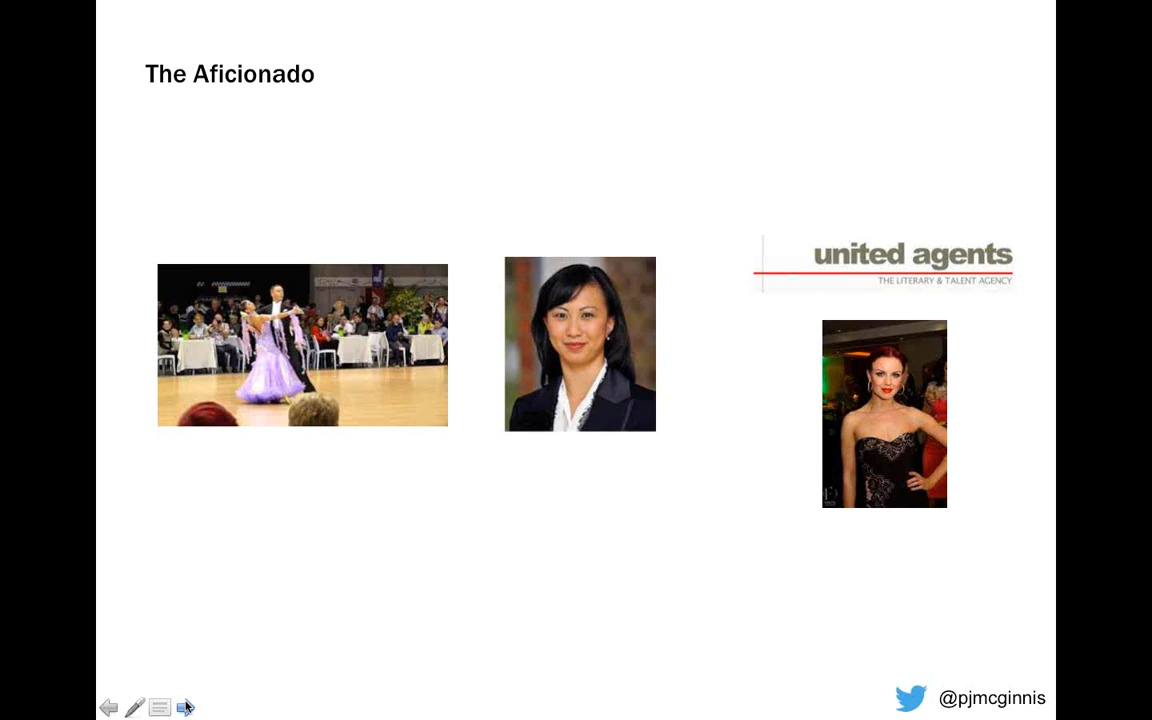 The Aficionado
united agents
THE LITERARY & TALENT AGENCY
@pjmcginnis